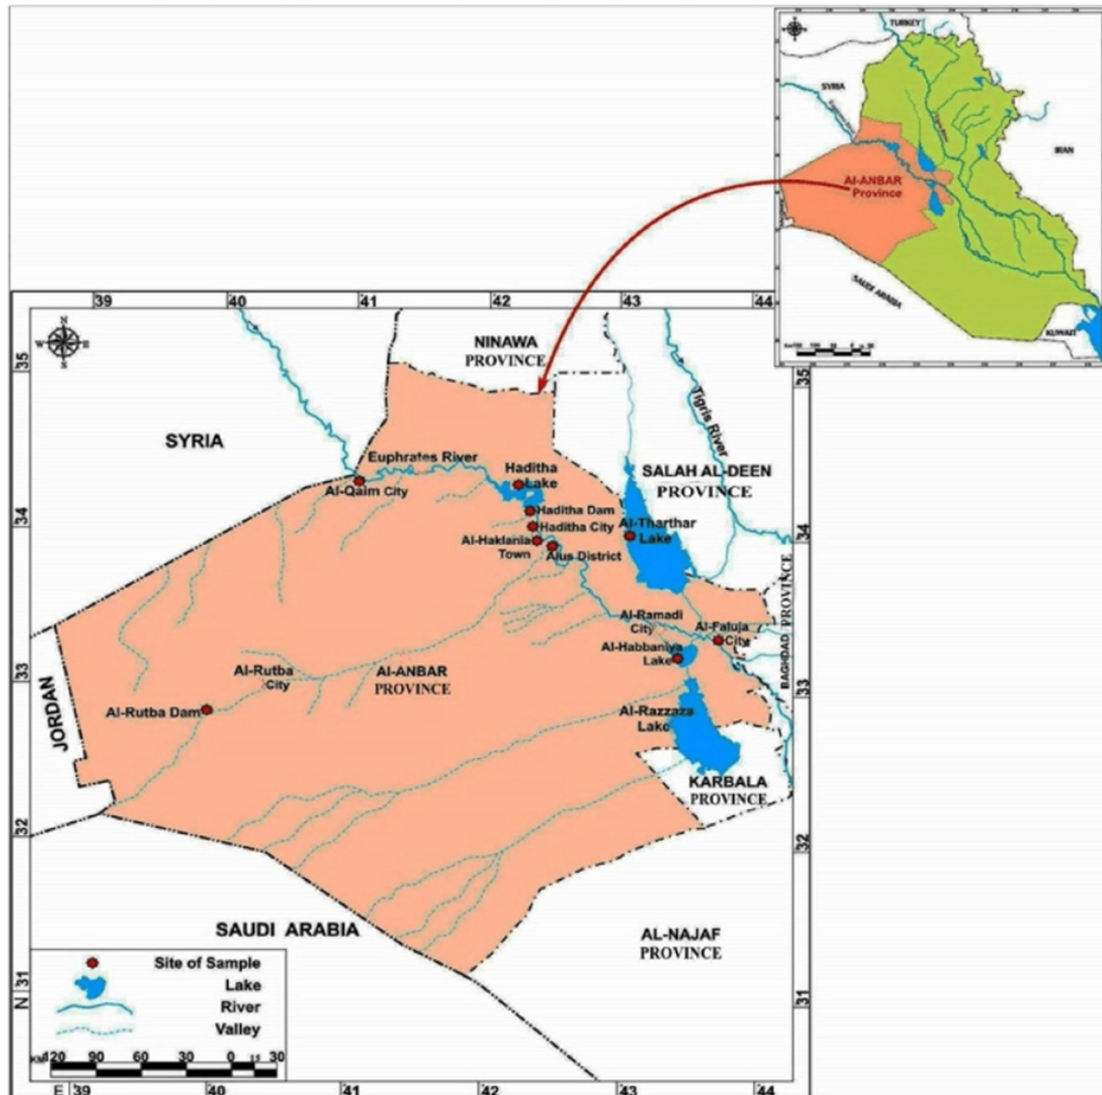 TURKEY
SYRIA
IRAN
Al-ANBAR
Province
SAUDI ARABIA
KUWAIT
39 40 41 42 43 44
N
W E
NINAWA
PROVINCE
35
35
SYRIA
Tigris River
Euphrates River
Haditha
Lake
SALAH AL-DEEN
PROVINCE
Al-Qaim City
Haditha Dam
Haditha City
Al-Tharthar
Lake
34
34
Al-Haklania
Town
Alus District
BAGHDAD PROVINCE
Al-Ramadi
City
Al-Faluja
City
Al-Habbaniya
Lake
33
33
Al-Rutba
City
Al-ANBAR
PROVINCE
JORDAN
Al-Rutba Dam
Al-Razzaza
Lake
KARBALA
PROVINCE
32
32
SAUDI ARABIA
AL-NAJAF
PROVINCE
Site of Sample
Lake
River
Valley
N 31
31
KM 120 90 60 30 0 15 30
E 39 40 41 42 43 44